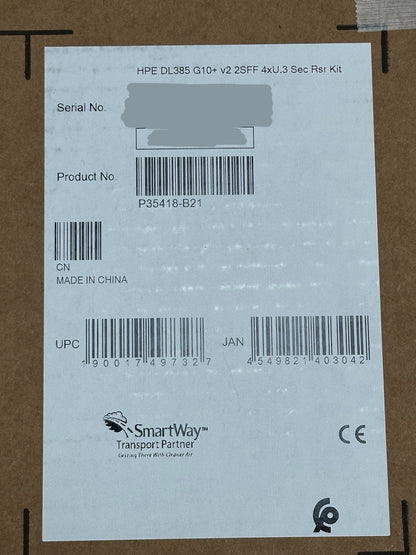 HPE DL385 G10+ v2 2SFF 4xU.3 Sec Rsr Kit
Serial No.
Product No.
P35418-B21
CN
MADE IN CHINA
UPC
190017497327
JAN
4549821403042
SmartWay™
Transport Partner
Getting There With Cleaner Air
CE